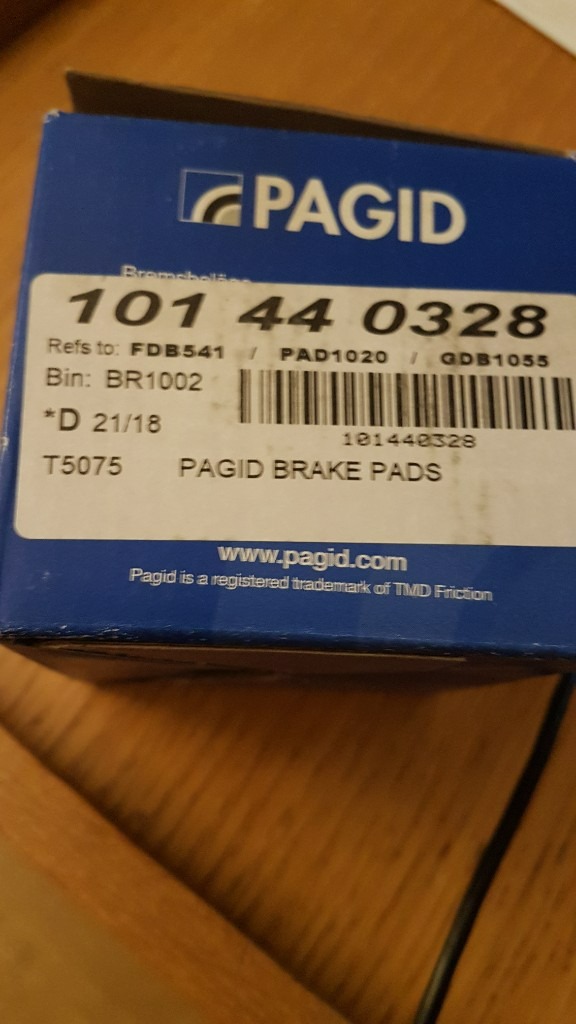 PAGID
Bremsbeläge
101 44 0328
Refs to: FDB541 / PAD1020 / GDB1055
Bin: BR1002
*D 21/18
101440328
T5075 PAGID BRAKE PADS
www.pagid.com
Pagid is a registered trademark of TMD Friction